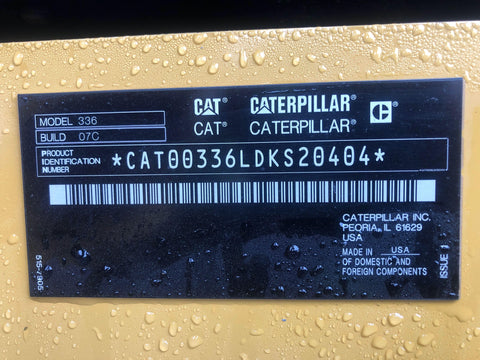 CAT CATERPILLAR
CAT® CATERPILLAR®
MODEL 336
BUILD 07C
PRODUCT
IDENTIFICATION
NUMBER
*CAT00336LDKS20404*
CATERPILLAR INC.
PEORIA, IL 61629
USA
MADE IN USA
OF DOMESTIC AND
FOREIGN COMPONENTS
ISSUE 1